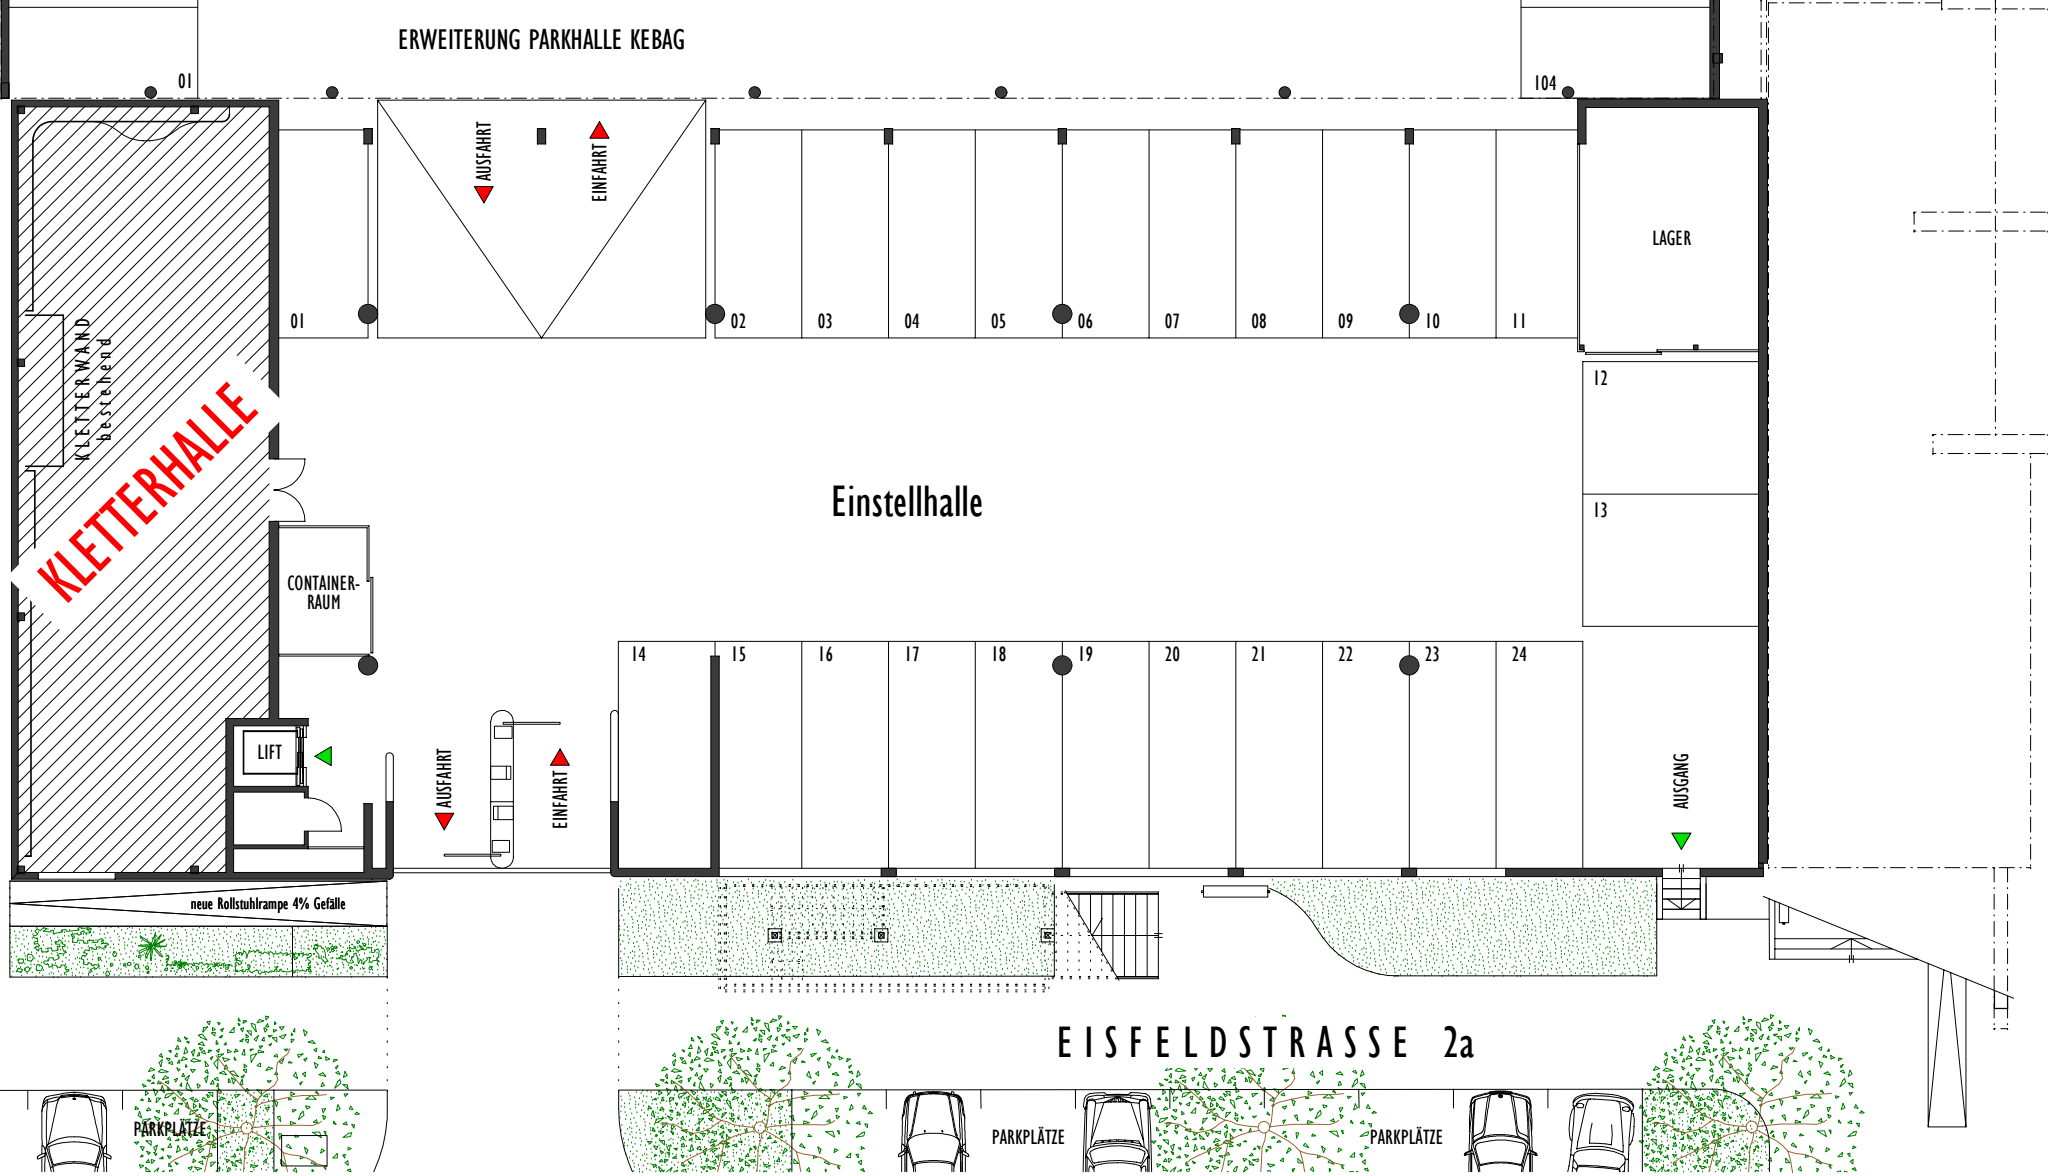 ERWEITERUNG PARKHALLE KEBAG
01
104
AUSFAHRT
EINFAHRT
LAGER
01
02
03
04
05
06
07
08
09
10
11
KLETTERWAND
bestehend
KLETTERHALLE
12
Einstellhalle
13
CONTAINER-
RAUM
14
15
16
17
18
19
20
21
22
23
24
LIFT
AUSFAHRT
EINFAHRT
AUSGANG
neue Rollstuhlrampe 4% Gefälle
EISFELDSTRASSE 2a
PARKPLÄTZE
PARKPLÄTZE
PARKPLÄTZE